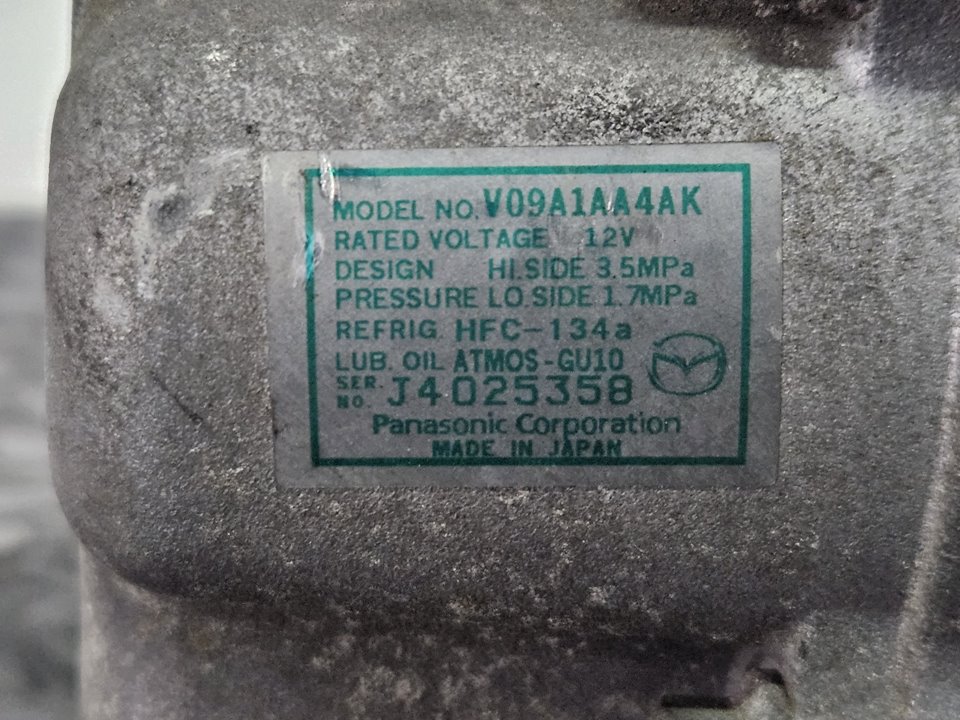 MODEL NO. V09A1AA4AK
RATED VOLTAGE 12V
DESIGN HI.SIDE 3.5MPa
PRESSURE LO.SIDE 1.7MPa
REFRIG. HFC-134a
LUB. OIL ATMOS-GU10
SER. NO. J4025358
Panasonic Corporation
MADE IN JAPAN